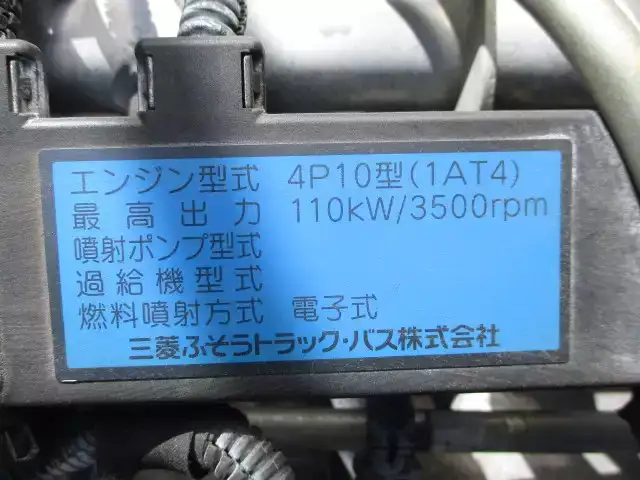 エンジン型式 4P10型(1AT4)
最高出力 110kW/3500rpm
噴射ポンプ型式
過給機型式
燃料噴射方式 電子式
三菱ふそうトラック・バス株式会社